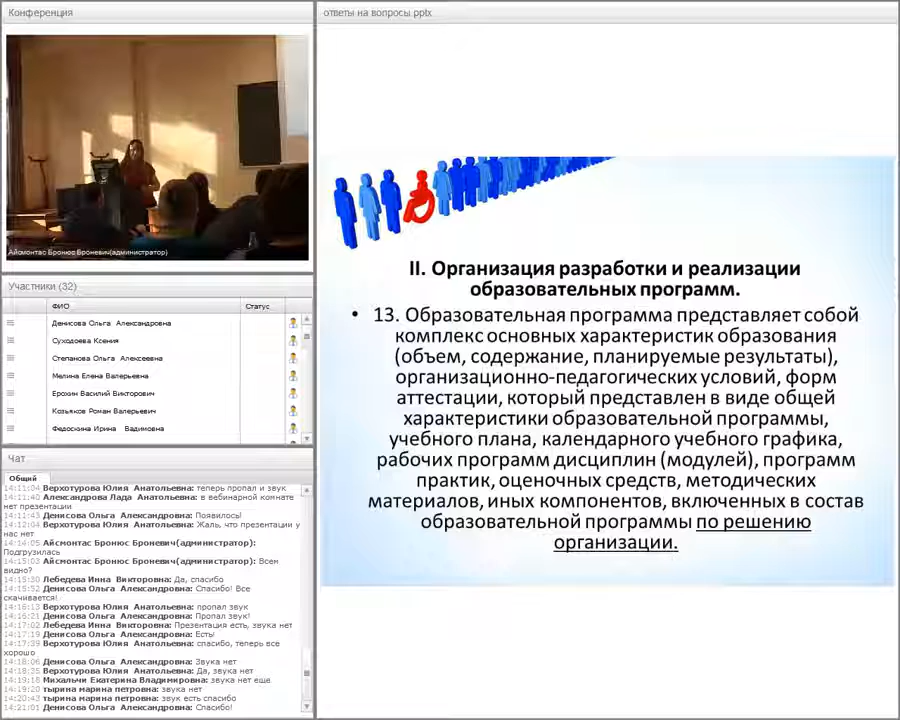 Конференция
Айсмонтас Бронюс Броневич(администратор)
Участники (32)
ФИО
Статус
Денисова Ольга Александровна
Суходоева Ксения
Степанова Ольга Алексеевна
Мелина Елена Валерьевна
Ерохин Василий Викторович
Козьяков Роман Валерьевич
Федоскина Ирина Вадимовна
Чат
Общий
14:11:04 Верхотурова Юлия Анатольевна: теперь пропал и звук
14:11:40 Александрова Лада Анатольевна: в вебинарной комнате
нет презентации
14:11:43 Денисова Ольга Александровна: Появилось!
14:12:04 Верхотурова Юлия Анатольевна: Жаль, что презентации у
нас нет
14:14:05 Айсмонтас Бронюс Броневич(администратор):
Подгрузилась
14:15:03 Айсмонтас Бронюс Броневич(администратор): Всем
видно?
14:15:30 Лебедева Инна Викторовна: Да, спасибо
14:15:52 Денисова Ольга Александровна: Спасибо! Все
скачивается!
14:16:13 Верхотурова Юлия Анатольевна: пропал звук
14:16:21 Денисова Ольга Александровна: Пропал звук!
14:17:02 Лебедева Инна Викторовна: Презентация есть, звука нет
14:17:19 Денисова Ольга Александровна: Есть!
14:17:39 Верхотурова Юлия Анатольевна: спасибо, теперь все
хорошо
14:18:06 Денисова Ольга Александровна: Звука нет
14:18:35 Верхотурова Юлия Анатольевна: Да, звука нет
14:19:18 Михальчи Екатерина Владимировна: звука нет еще
14:19:20 тырина марина петровна: звука нет
14:20:43 тырина марина петровна: звук есть спасибо
14:21:01 Денисова Ольга Александровна: Спасибо!
ответы на вопросы pptx
II. Организация разработки и реализации
образовательных программ.
• 13. Образовательная программа представляет собой
комплекс основных характеристик образования
(объем, содержание, планируемые результаты),
организационно-педагогических условий, форм
аттестации, который представлен в виде общей
характеристики образовательной программы,
учебного плана, календарного учебного графика,
рабочих программ дисциплин (модулей), программ
практик, оценочных средств, методических
материалов, иных компонентов, включенных в состав
образовательной программы по решению
организации.